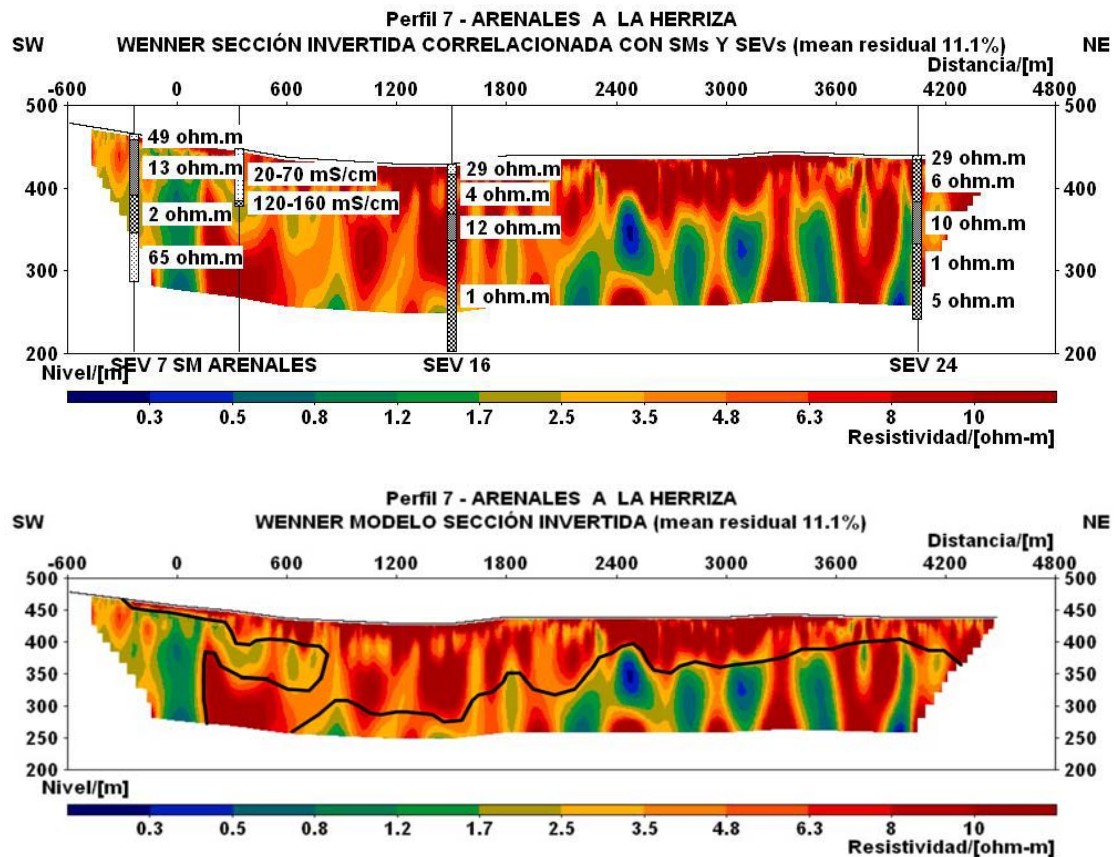 Perfil 7 - ARENALES A LA HERRIZA
SW WENNER SECCIÓN INVERTIDA CORRELACIONADA CON SMs Y SEVs (mean residual 11.1%) NE
Distancia/[m]
-600 0 600 1200 1800 2400 3000 3600 4200 4800
500 500
49 ohm.m
13 ohm.m 20-70 mS/cm 29 ohm.m 29 ohm.m
400 4 ohm.m 6 ohm.m 400
120-160 mS/cm
2 ohm.m 12 ohm.m 10 ohm.m
65 ohm.m 1 ohm.m
300 1 ohm.m 5 ohm.m 300
200 200
SEV 7 SM ARENALES SEV 16 SEV 24
Nivel/[m]
0.3 0.5 0.8 1.2 1.7 2.5 3.5 4.8 6.3 8 10
Resistividad/[ohm-m]
Perfil 7 - ARENALES A LA HERRIZA
SW WENNER MODELO SECCIÓN INVERTIDA (mean residual 11.1%) NE
Distancia/[m]
-600 0 600 1200 1800 2400 3000 3600 4200 4800
500 500
450 450
400 400
350 350
300 300
250 250
200 200
Nivel/[m]
0.3 0.5 0.8 1.2 1.7 2.5 3.5 4.8 6.3 8 10
Resistividad/[ohm-m]